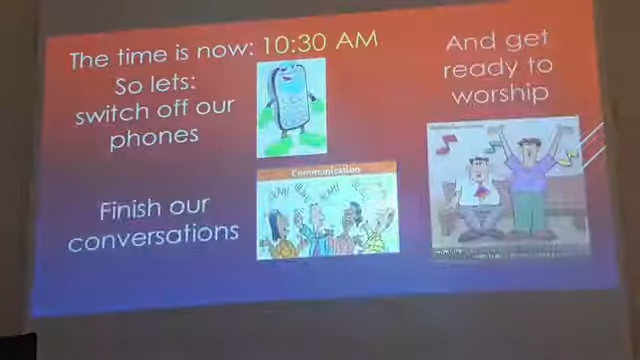 The time is now: 10:30 AM
So lets:
switch off our
phones
Finish our
conversations
Communication
And get
ready to
worship